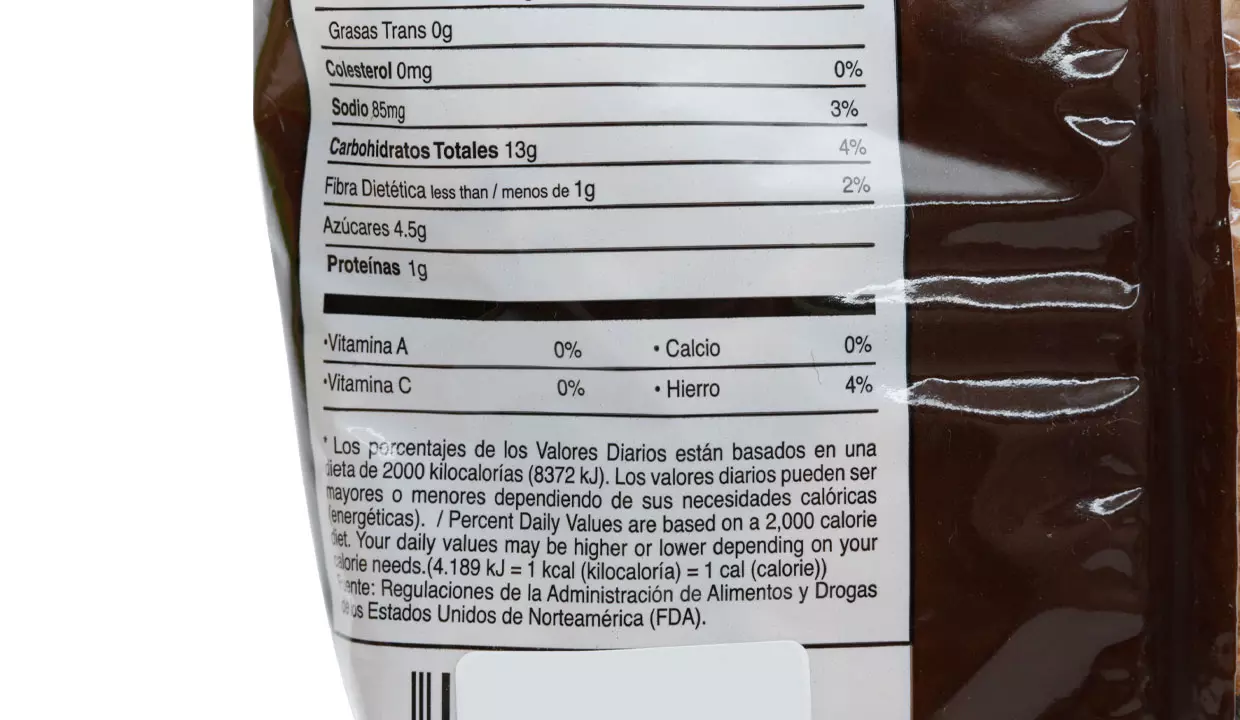 Grasas Trans 0g
Colesterol 0mg 0%
Sodio 85mg 3%
Carbohidratos Totales 13g 4%
Fibra Dietética less than / menos de 1g 2%
Azúcares 4.5g
Proteínas 1g
•Vitamina A 0% • Calcio 0%
•Vitamina C 0% • Hierro 4%
* Los porcentajes de los Valores Diarios están basados en una
dieta de 2000 kilocalorías (8372 kJ). Los valores diarios pueden ser
mayores o menores dependiendo de sus necesidades calóricas
(energéticas). / Percent Daily Values are based on a 2,000 calorie
diet. Your daily values may be higher or lower depending on your
calorie needs.(4.189 kJ = 1 kcal (kilocaloría) = 1 cal (calorie))
Fuente: Regulaciones de la Administración de Alimentos y Drogas
de los Estados Unidos de Norteamérica (FDA).